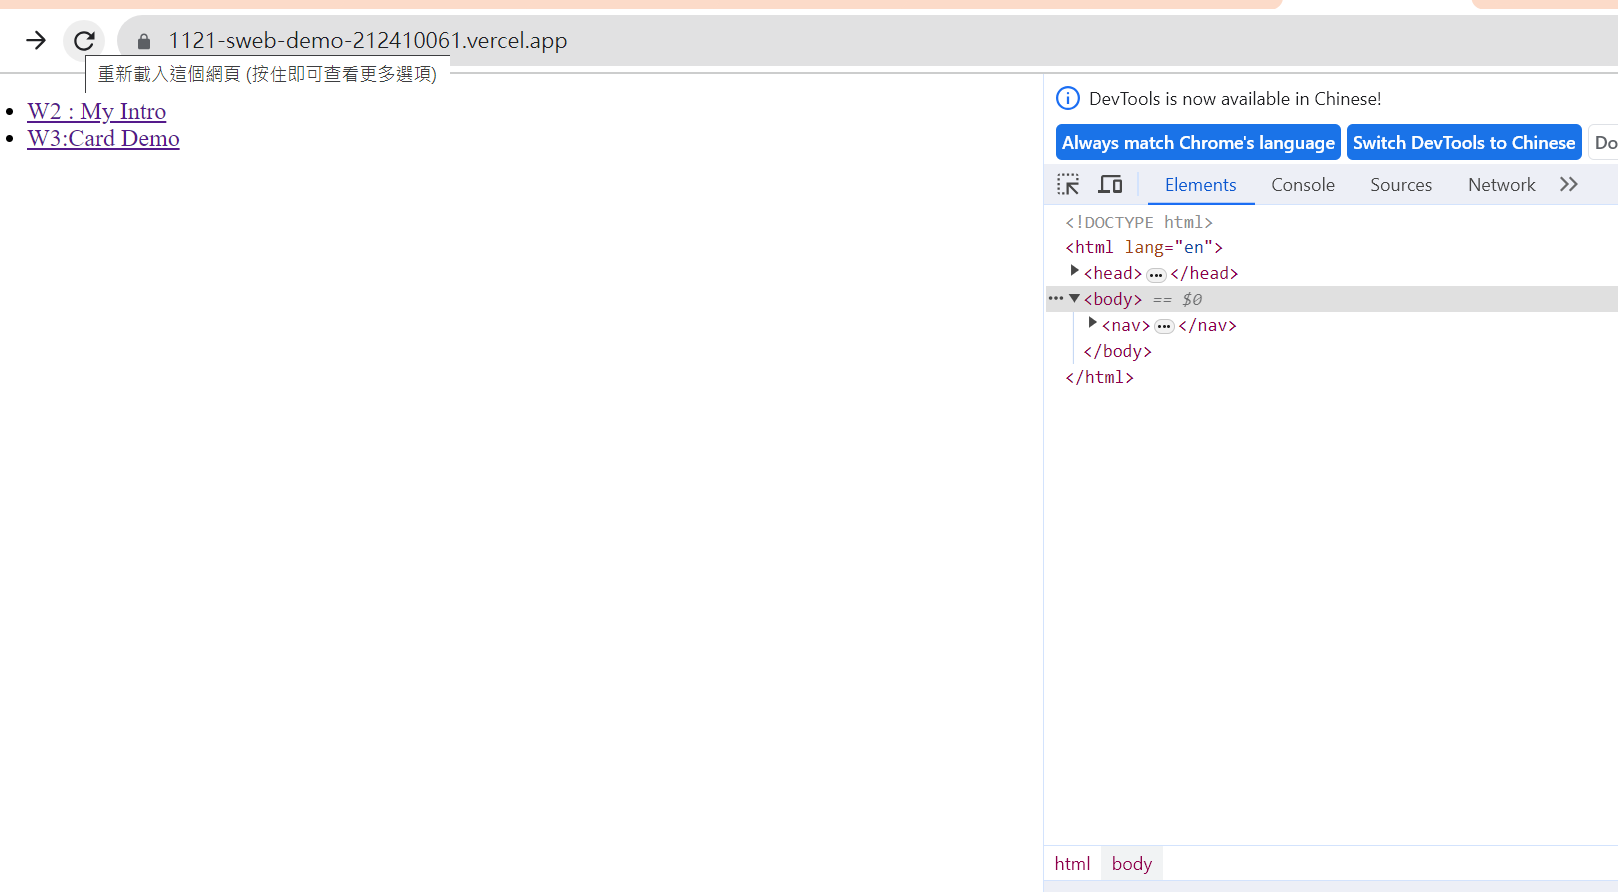 1121-sweb-demo-212410061.vercel.app
重新載入這個網頁 (按住即可查看更多選項)
W2 : My Intro
W3:Card Demo
DevTools is now available in Chinese!
Always match Chrome's language Switch DevTools to Chinese Do
Elements Console Sources Network
<!DOCTYPE html>
<html lang="en">
<head>…</head>
<body> == $0
<nav>…</nav>
</body>
</html>
html body